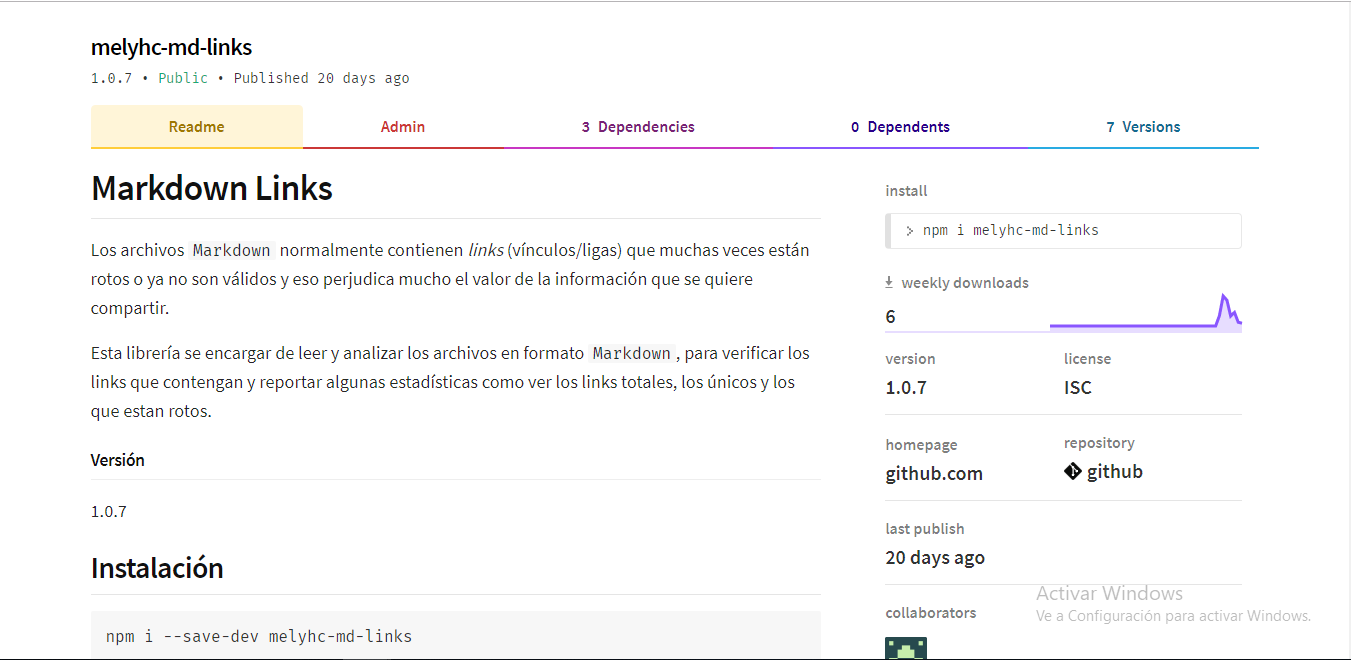 melyhc-md-links
1.0.7 • Public • Published 20 days ago
Readme
Admin
3 Dependencies
0 Dependents
7 Versions
Markdown Links
Los archivos Markdown normalmente contienen links (vínculos/ligas) que muchas veces están
rotos o ya no son válidos y eso perjudica mucho el valor de la información que se quiere
compartir.
Esta librería se encargar de leer y analizar los archivos en formato Markdown , para verificar los
links que contengan y reportar algunas estadísticas como ver los links totales, los únicos y los
que estan rotos.
Versión
1.0.7
Instalación
npm i --save-dev melyhc-md-links
install
> npm i melyhc-md-links
weekly downloads
6
version
license
1.0.7
ISC
homepage
repository
github.com
github
last publish
20 days ago
collaborators
Activar Windows
Ve a Configuración para activar Windows.